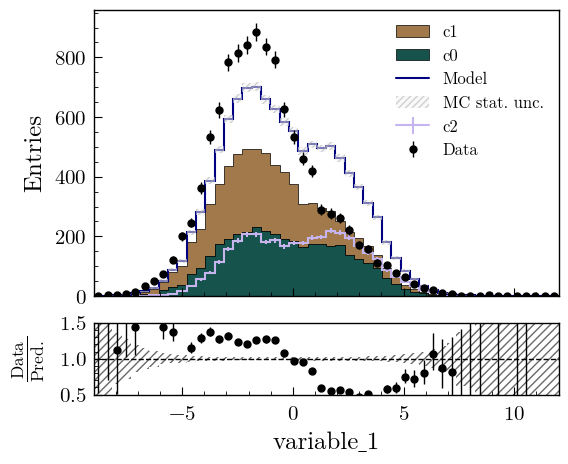 800
600
400
200
0
Entries
c1
c0
Model
MC stat. unc.
c2
Data
1.5
1.0
0.5
Data
Pred.
−5
0
5
10
variable_1